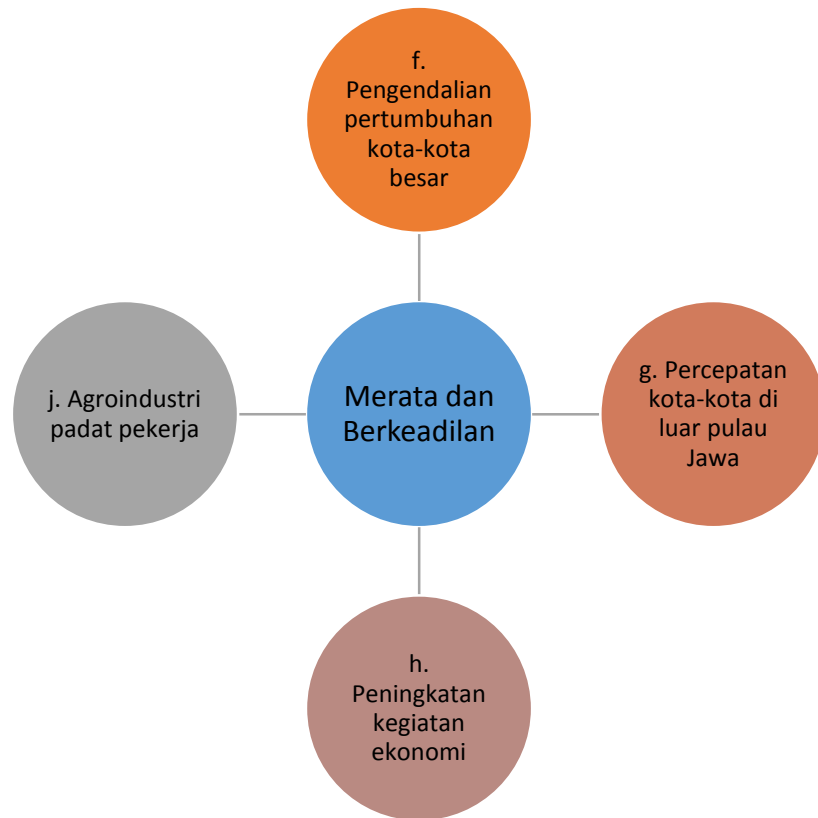 f.
Pengendalian
pertumbuhan
kota-kota
besar
j. Agroindustri
padat pekerja
Merata dan
Berkeadilan
g. Percepatan
kota-kota di
luar pulau
Jawa
h.
Peningkatan
kegiatan
ekonomi